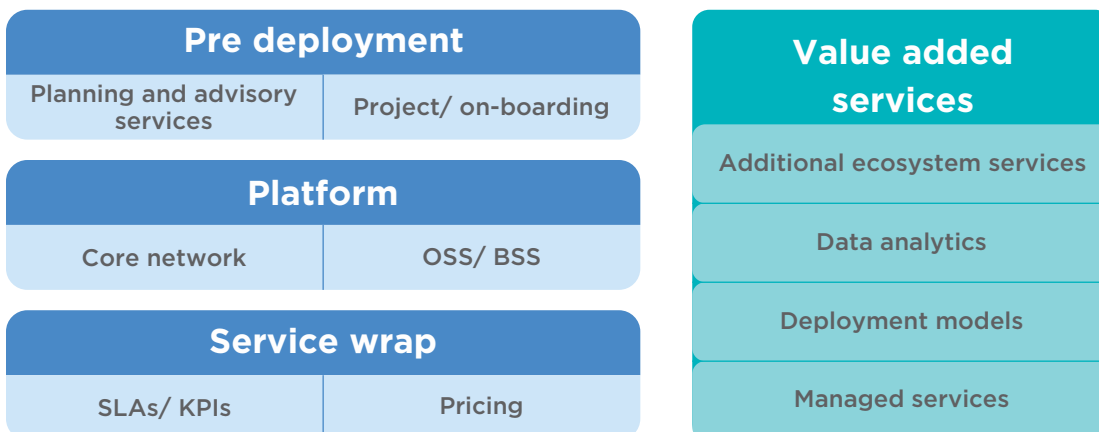 Pre deployment
Planning and advisory
services
Project/ on-boarding
Platform
Core network
OSS/ BSS
Service wrap
SLAs/ KPIs
Pricing
Value added
services
Additional ecosystem services
Data analytics
Deployment models
Managed services